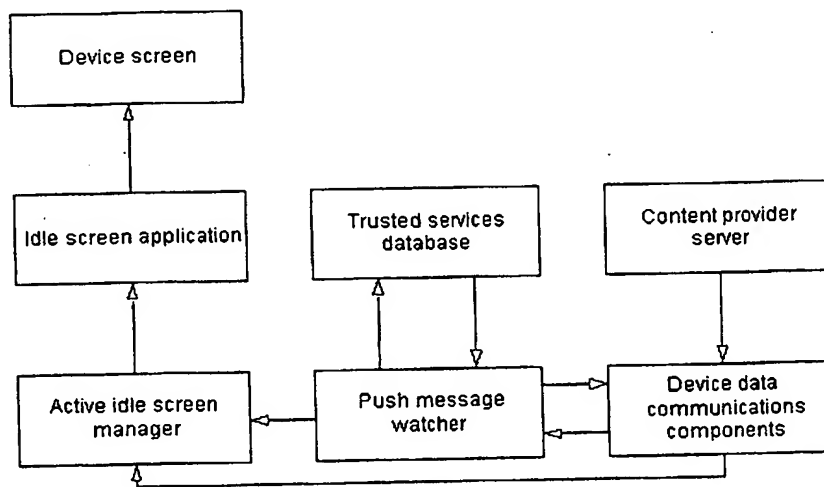 Device screen
Idle screen application
Trusted services
database
Content provider
server
Active idle screen
manager
Push message
watcher
Device data
communications
components